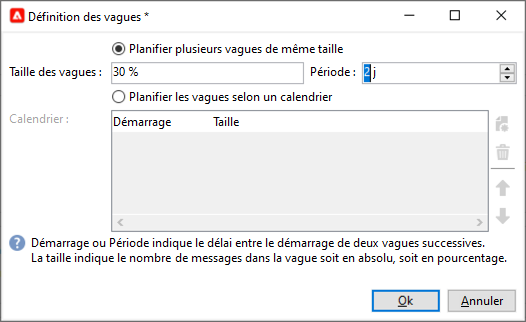 Définition des vagues *
Planifier plusieurs vagues de même taille
Taille des vagues : 30 % Période : 2 j
Planifier les vagues selon un calendrier
Calendrier : Démarrage Taille
Démarrage ou Période indique le délai entre le démarrage de deux vagues successives.
La taille indique le nombre de messages dans la vague soit en absolu, soit en pourcentage.
Ok Annuler